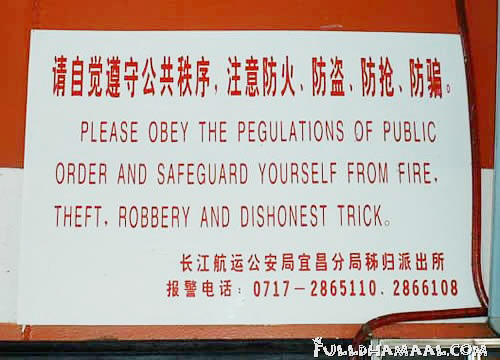 请自觉遵守公共秩序，注意防火、防盗、防抢、防骗。
PLEASE OBEY THE PEGULATIONS OF PUBLIC
ORDER AND SAFEGUARD YOURSELF FROM FIRE,
THEFT, ROBBERY AND DISHONEST TRICK。
长江航运公安局宜昌分局秭归派出所
报警电话：0717－2865110、2866108
FULLDHAMAAL.COM